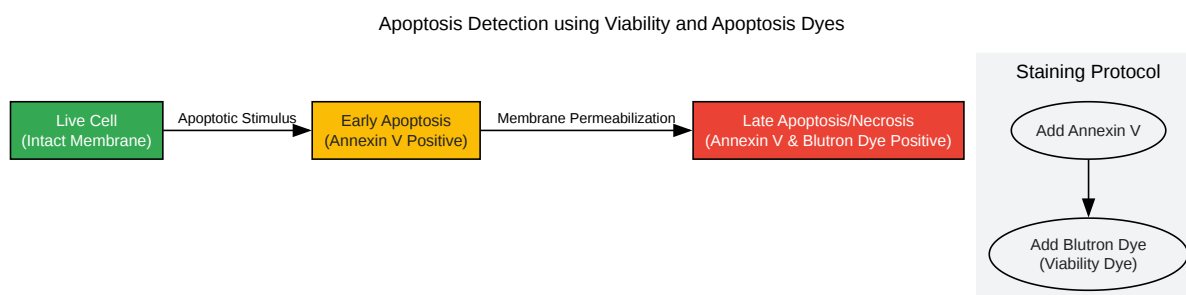 Apoptosis Detection using Viability and Apoptosis Dyes
Live Cell
(Intact Membrane)
Apoptotic Stimulus
Early Apoptosis
(Annexin V Positive)
Membrane Permeabilization
Late Apoptosis/Necrosis
(Annexin V & Blutron Dye Positive)
Staining Protocol
Add Annexin V
Add Blutron Dye
(Viability Dye)